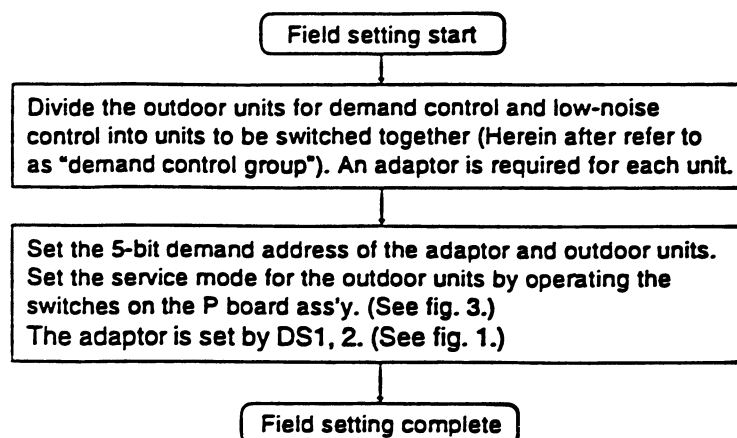 Field setting start
Divide the outdoor units for demand control and low-noise
control into units to be switched together (Herein after refer to
as "demand control group"). An adaptor is required for each unit.
Set the 5-bit demand address of the adaptor and outdoor units.
Set the service mode for the outdoor units by operating the
switches on the P board ass'y. (See fig. 3.)
The adaptor is set by DS1, 2. (See fig. 1.)
Field setting complete